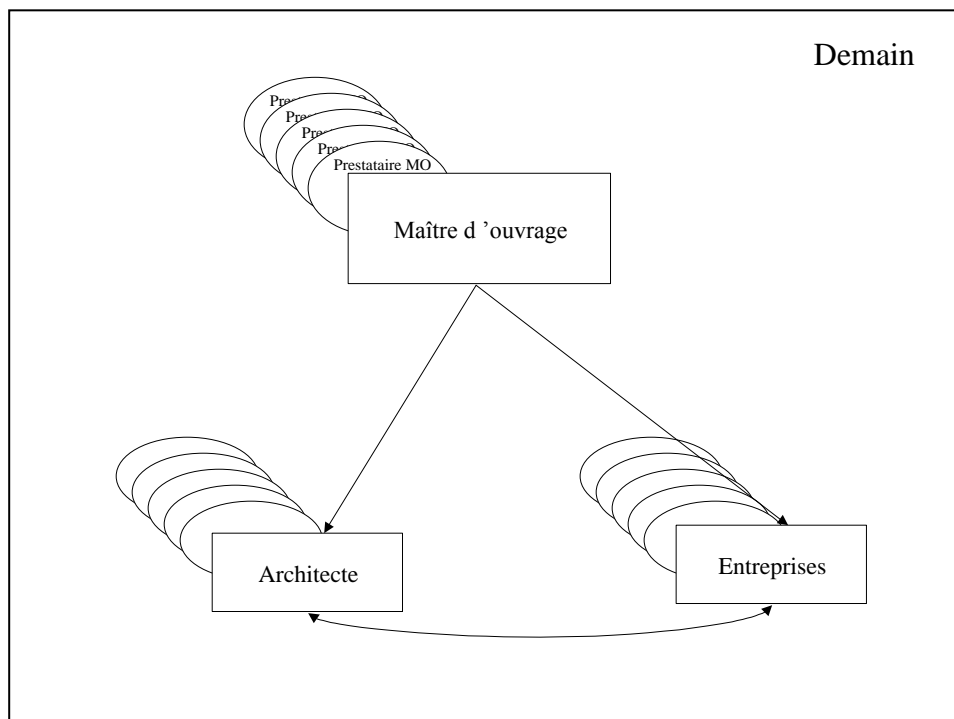 Demain
Prestataire MO
Maître d ’ouvrage
Architecte
Entreprises